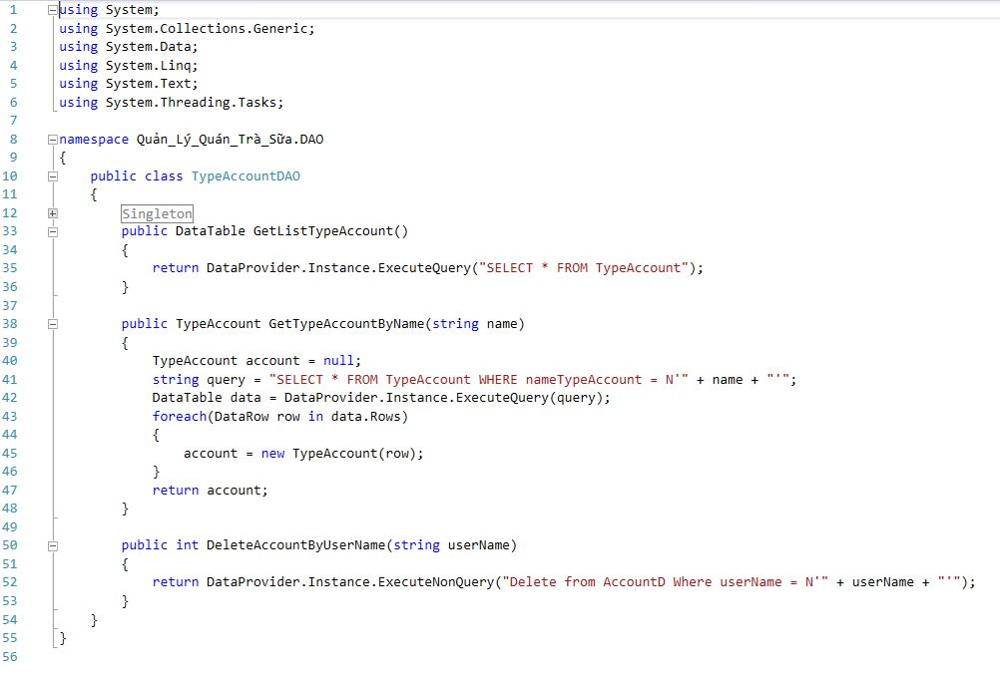 1 using System;
2 using System.Collections.Generic;
3 using System.Data;
4 using System.Linq;
5 using System.Text;
6 using System.Threading.Tasks;
7
8 namespace Quản_Lý_Quán_Trà_Sữa.DAO
9 {
10     public class TypeAccountDAO
11     {
12         Singleton
33         public DataTable GetListTypeAccount()
34         {
35             return DataProvider.Instance.ExecuteQuery("SELECT * FROM TypeAccount");
36         }
37
38         public TypeAccount GetTypeAccountByName(string name)
39         {
40             TypeAccount account = null;
41             string query = "SELECT * FROM TypeAccount WHERE nameTypeAccount = N'" + name + "'";
42             DataTable data = DataProvider.Instance.ExecuteQuery(query);
43             foreach(DataRow row in data.Rows)
44             {
45                 account = new TypeAccount(row);
46             }
47             return account;
48         }
49
50         public int DeleteAccountByUserName(string userName)
51         {
52             return DataProvider.Instance.ExecuteNonQuery("Delete from AccountD Where userName = N'" + userName + "'");
53         }
54     }
55 }
56